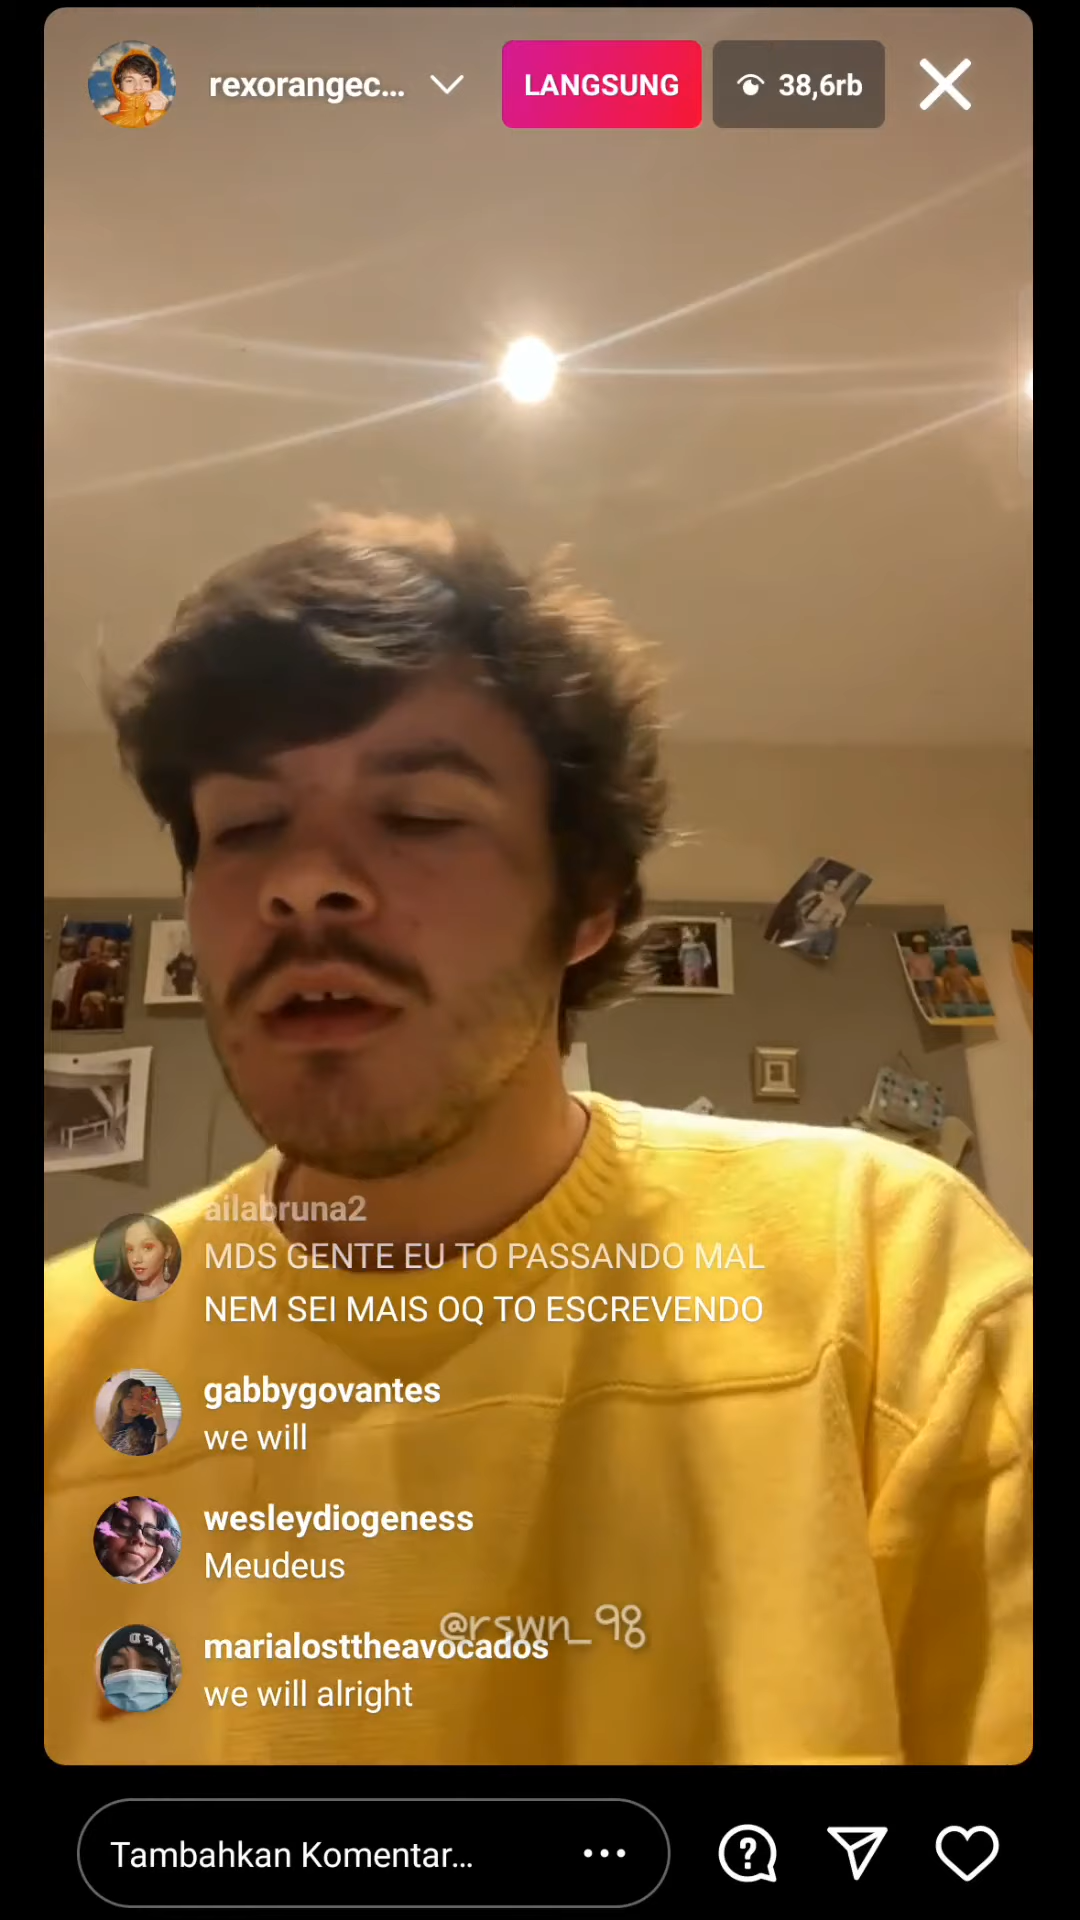 rexorangec...
LANGSUNG
38,6rb
ailabruna2
MDS GENTE EU TO PASSANDO MAL
NEM SEI MAIS OQ TO ESCREVENDO
gabbygovantes
we will
wesleydiogeness
Meudeus
@rswn_98
marialosttheavocados
we will alright
Tambahkan Komentar...